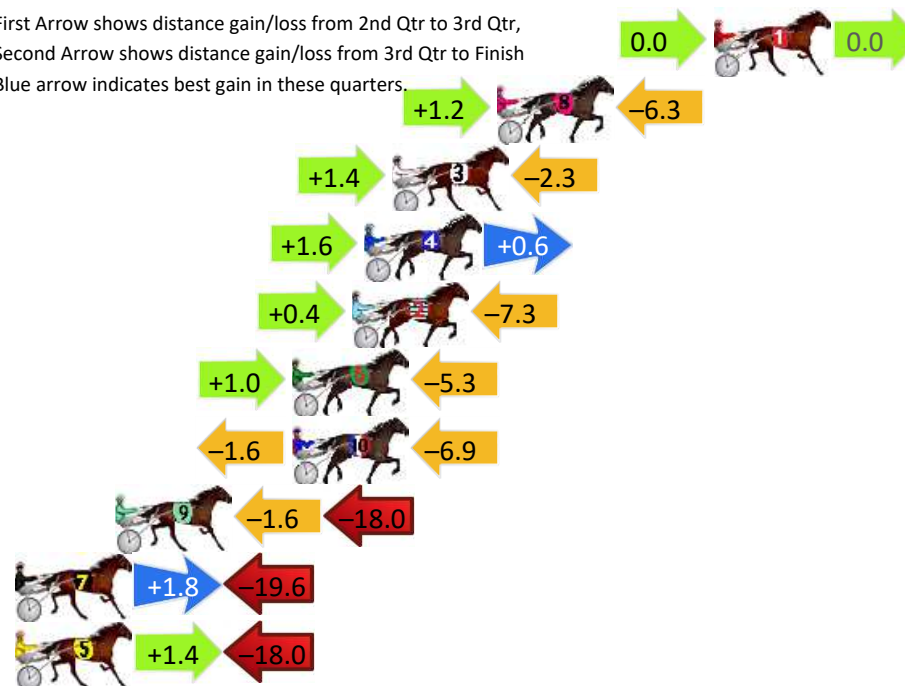 First Arrow shows distance gain/loss from 2nd Qtr to 3rd Qtr,
Second Arrow shows distance gain/loss from 3rd Qtr to Finish
Blue arrow indicates best gain in these quarters.
0.0 1 0.0
+1.2 8 –6.3
+1.4 3 –2.3
+1.6 4 +0.6
+0.4 –7.3
+1.0 6 –5.3
–1.6 10 –6.9
9 –1.6 –18.0
7 +1.8 –19.6
5 +1.4 –18.0